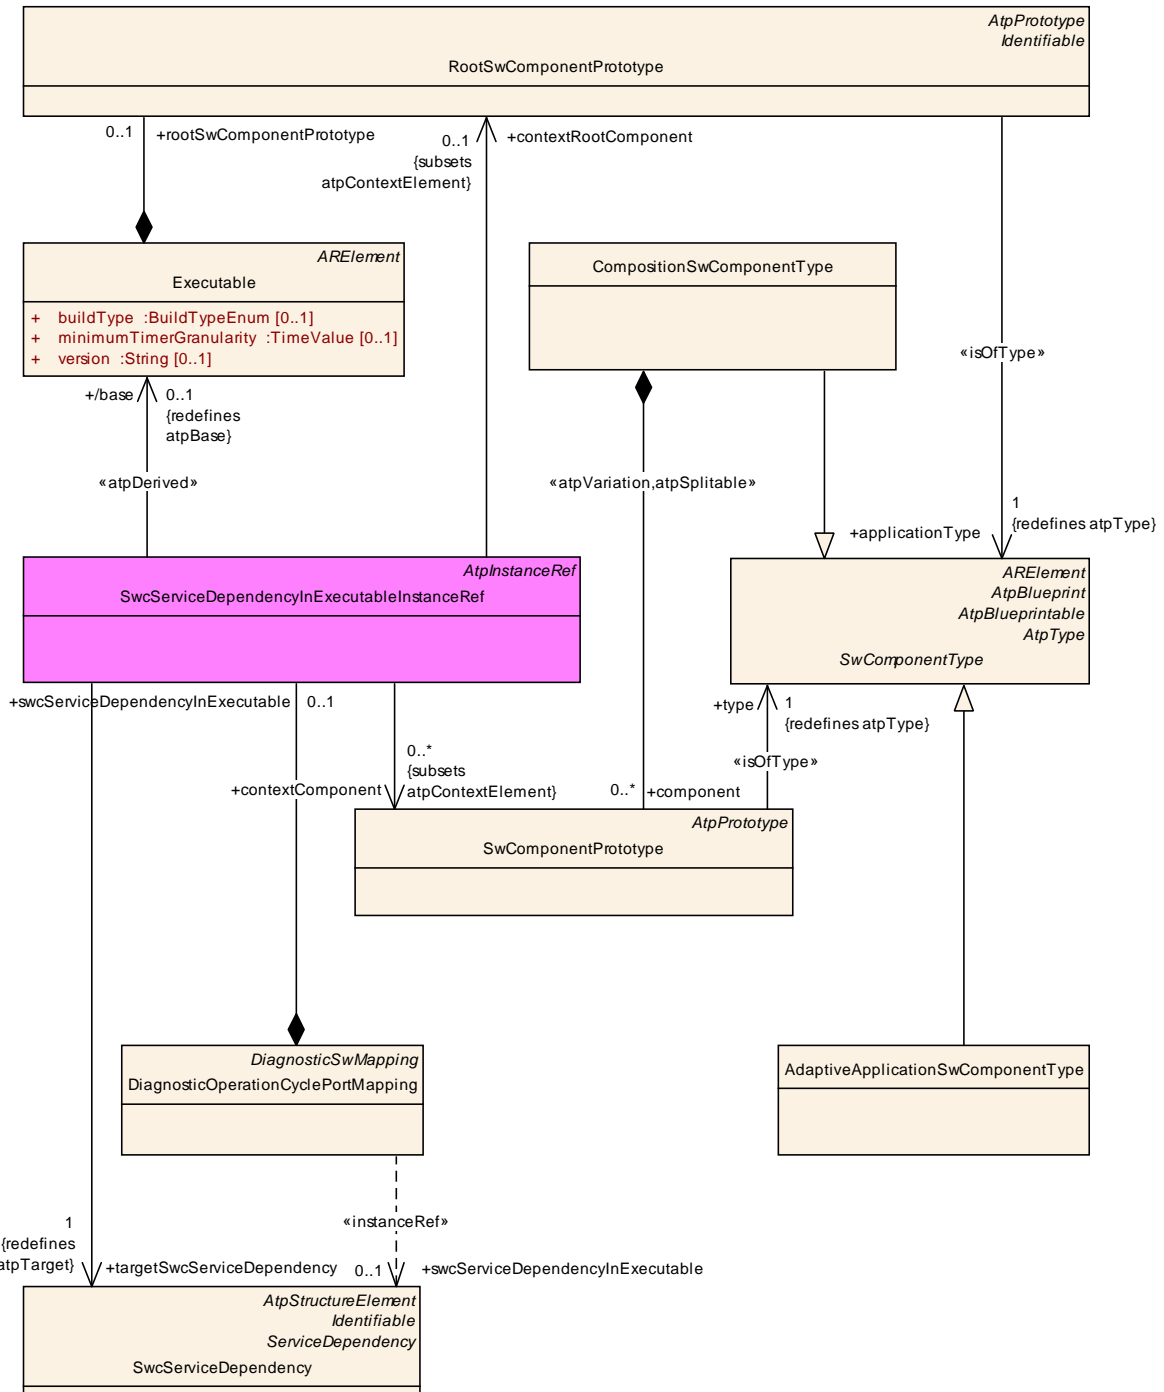 AtpPrototype
Identifiable
RootSwComponentPrototype
0..1
+rootSwComponentPrototype
0..1
{subsets
atpContextElement}
+contextRootComponent
ARElement
Executable
+ buildType :BuildTypeEnum [0..1]
+ minimumTimerGranularity :TimeValue [0..1]
+ version :String [0..1]
CompositionSwComponentType
«isOfType»
+/base
0..1
{redefines
atpBase}
«atpDerived»
«atpVariation,atpSplitable»
+applicationType
1
{redefines atpType}
AtpInstanceRef
SwcServiceDependencyInExecutableInstanceRef
ARElement
AtpBlueprint
AtpBlueprintable
AtpType
SwComponentType
+swcServiceDependencyInExecutable
0..1
+type
1
{redefines atpType}
«isOfType»
0..*
{subsets
atpContextElement}
+contextComponent
0..*
+component
AtpPrototype
SwComponentPrototype
DiagnosticSwMapping
DiagnosticOperationCyclePortMapping
AdaptiveApplicationSwComponentType
«instanceRef»
1
{redefines
atpTarget}
+targetSwcServiceDependency
0..1
+swcServiceDependencyInExecutable
AtpStructureElement
Identifiable
ServiceDependency
SwcServiceDependency